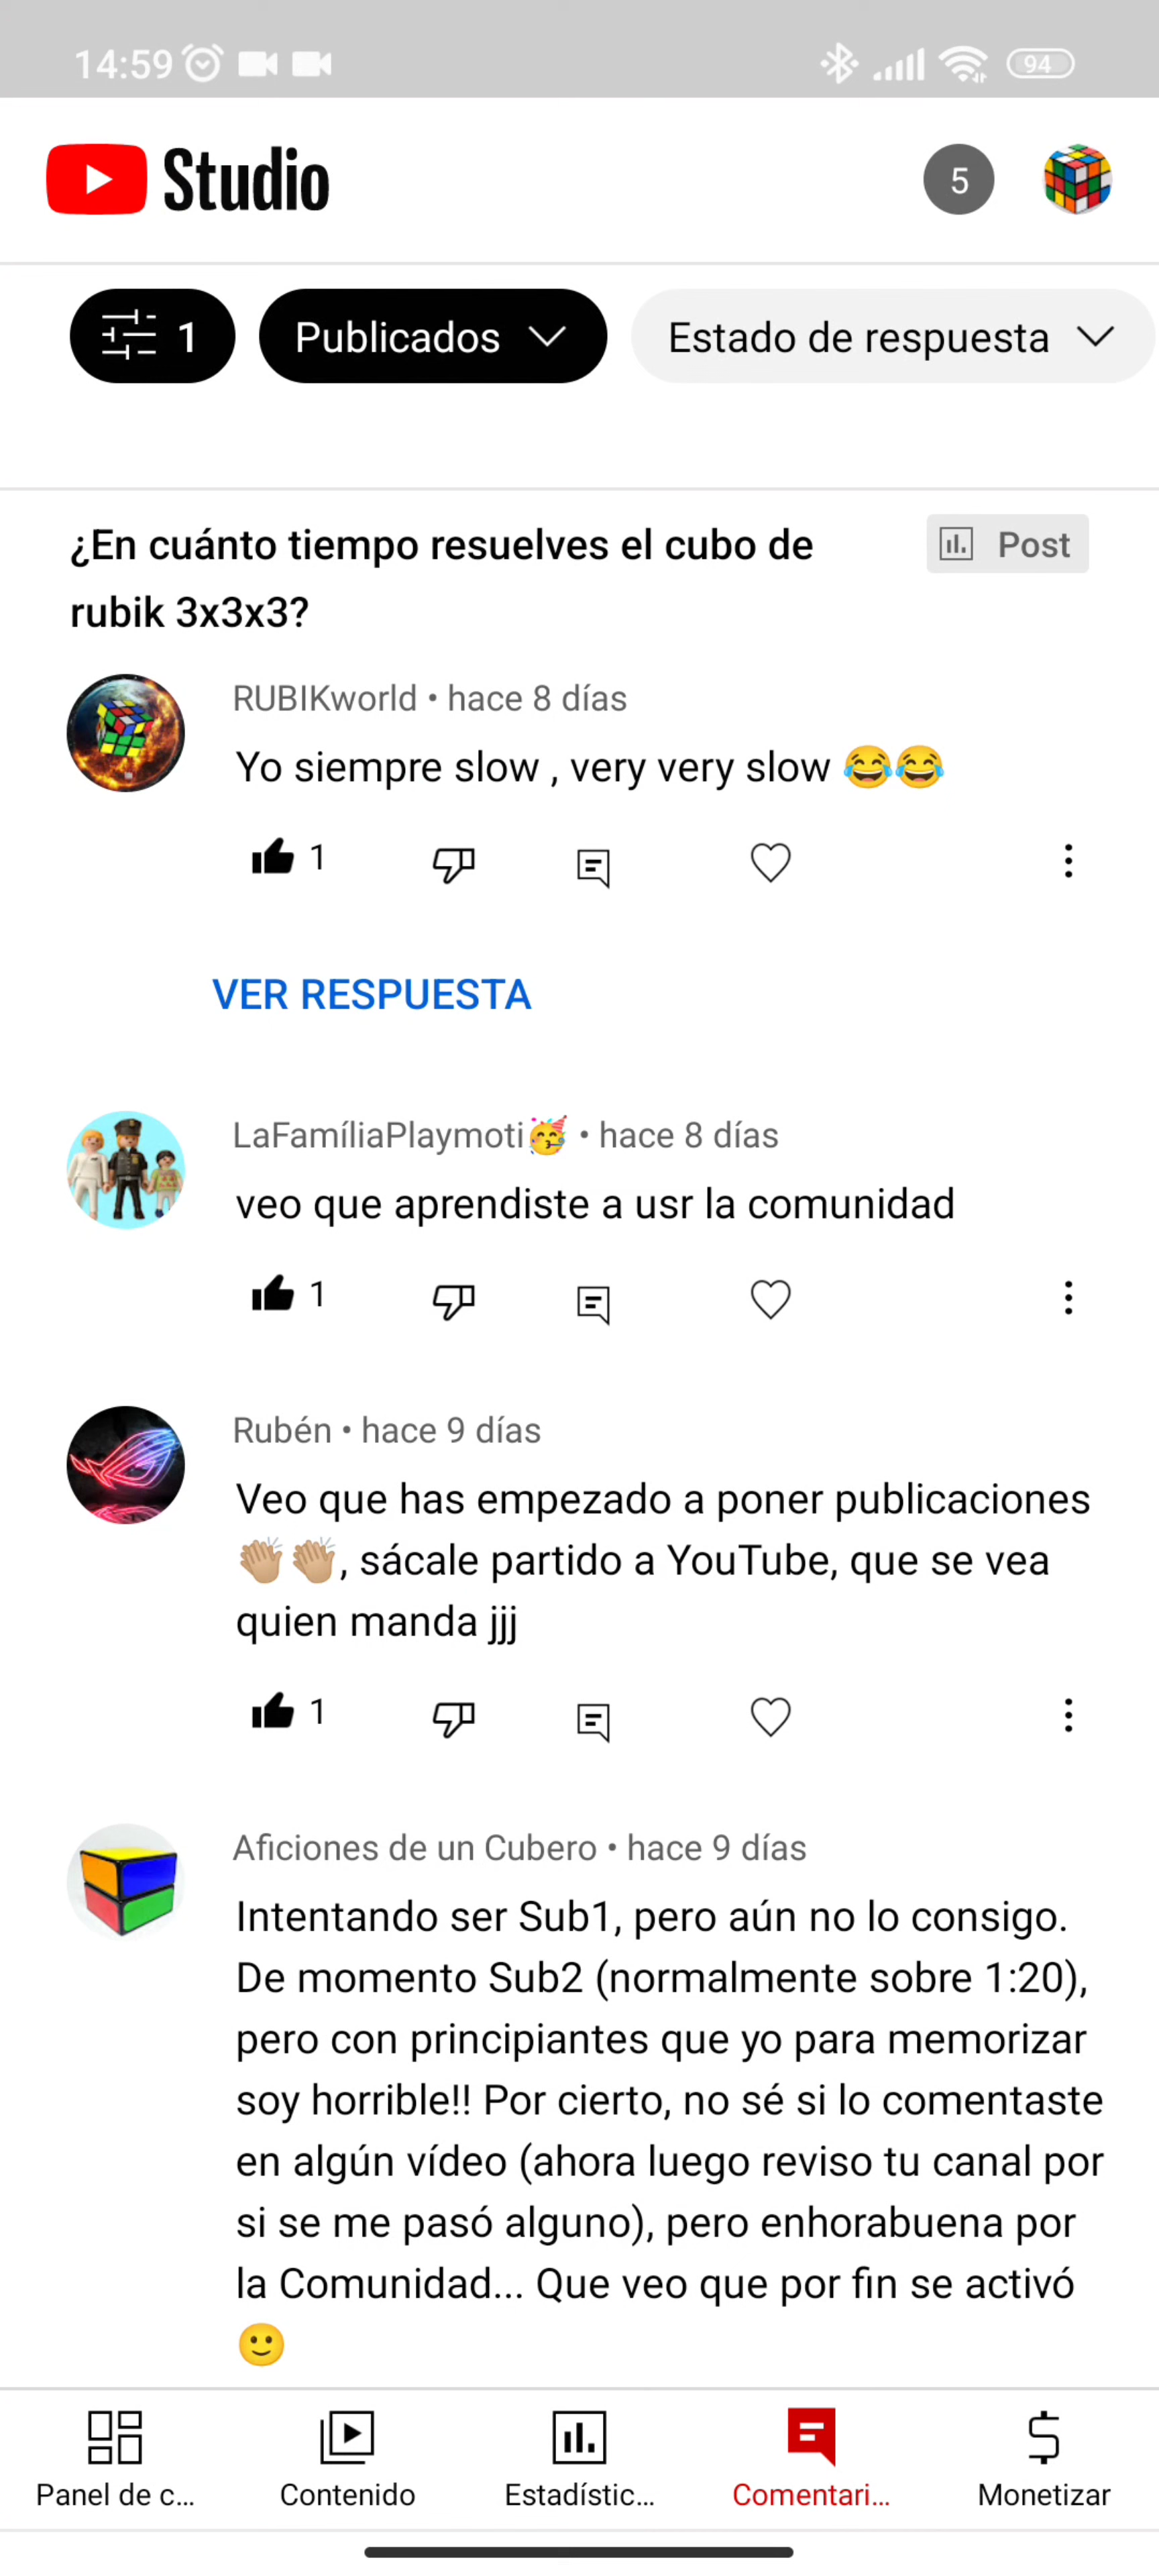 14:59 94
Studio 5
1 Publicados Estado de respuesta
¿En cuánto tiempo resuelves el cubo de
rubik 3x3x3?
Post
RUBIKworld • hace 8 días
Yo siempre slow , very very slow 😂😂
1
VER RESPUESTA
LaFamíliaPlaymoti🥳 • hace 8 días
veo que aprendiste a usr la comunidad
1
Rubén • hace 9 días
Veo que has empezado a poner publicaciones
👏🏼👏🏼, sácale partido a YouTube, que se vea
quien manda jjj
1
Aficiones de un Cubero • hace 9 días
Intentando ser Sub1, pero aún no lo consigo.
De momento Sub2 (normalmente sobre 1:20),
pero con principiantes que yo para memorizar
soy horrible!! Por cierto, no sé si lo comentaste
en algún vídeo (ahora luego reviso tu canal por
si se me pasó alguno), pero enhorabuena por
la Comunidad... Que veo que por fin se activó
🙂
Panel de c... Contenido Estadístic... Comentari... Monetizar